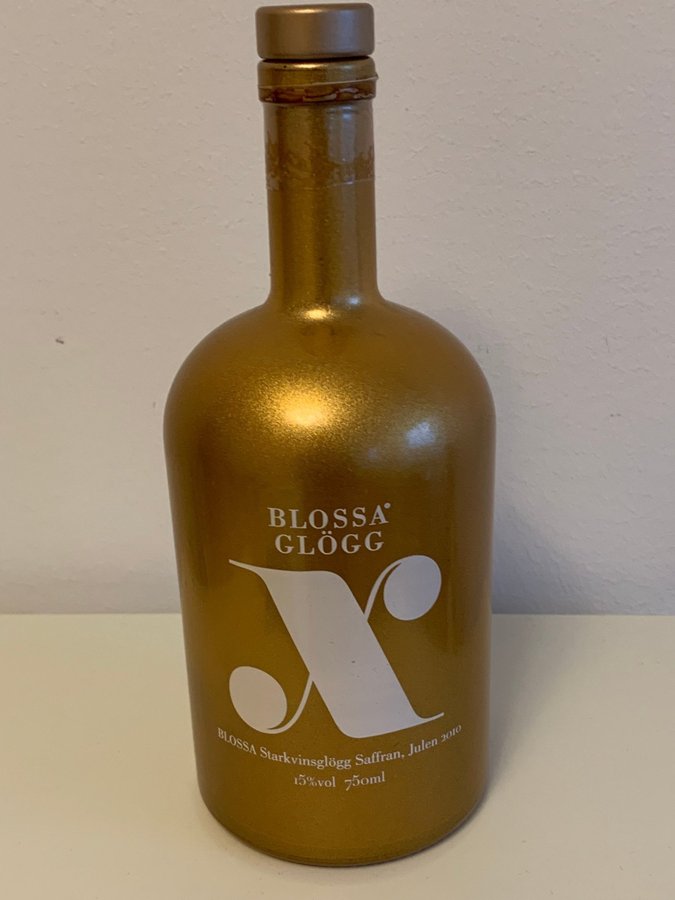 BLOSSA®
GLÖGG
X
BLOSSA Starkvinsglögg Saffran, Julen 2010
15%vol 750ml